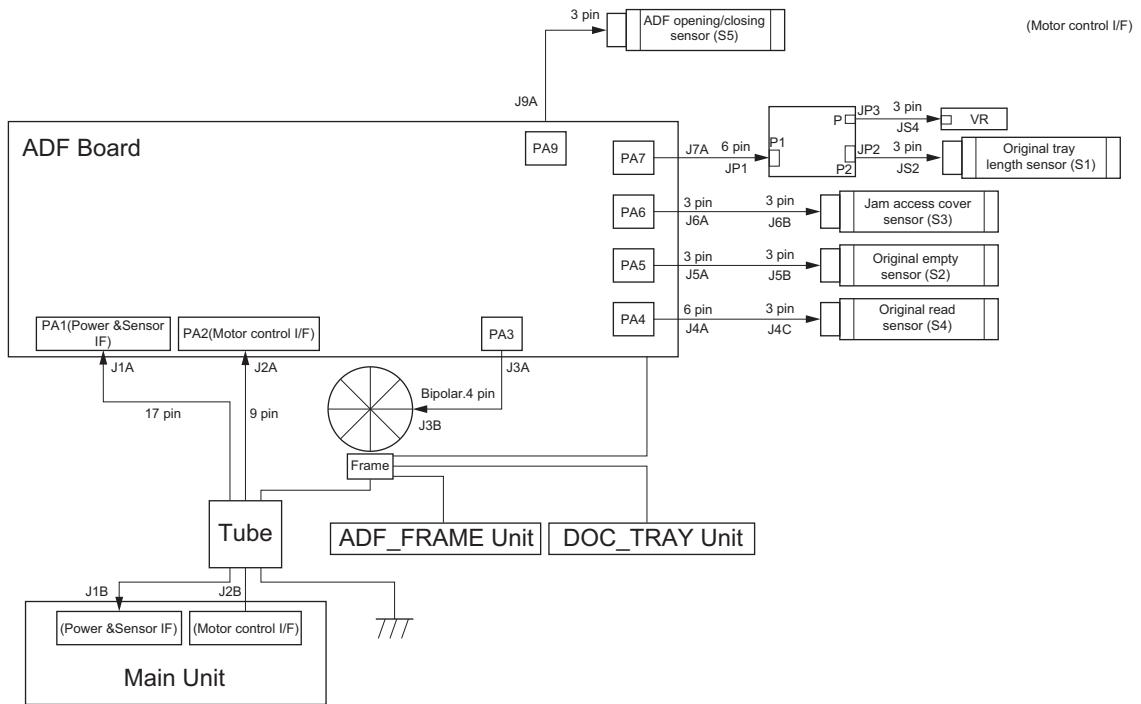 3 pin
ADF opening/closing
sensor (S5)
(Motor control I/F)
J9A
ADF Board
PA9
PA7
J7A
6 pin
JP1
P1
P
JP3
3 pin
JS4
VR
P2
JP2
3 pin
JS2
Original tray
length sensor (S1)
PA6
3 pin
J6A
3 pin
J6B
Jam access cover
sensor (S3)
PA5
3 pin
J5A
3 pin
J5B
Original empty
sensor (S2)
PA4
6 pin
J4A
3 pin
J4C
Original read
sensor (S4)
PA1(Power &Sensor
IF)
PA2(Motor control I/F)
PA3
J1A
J2A
J3A
17 pin
9 pin
Bipolar.4 pin
J3B
Frame
Tube
ADF_FRAME Unit
DOC_TRAY Unit
J1B
J2B
(Power &Sensor IF)
(Motor control I/F)
Main Unit